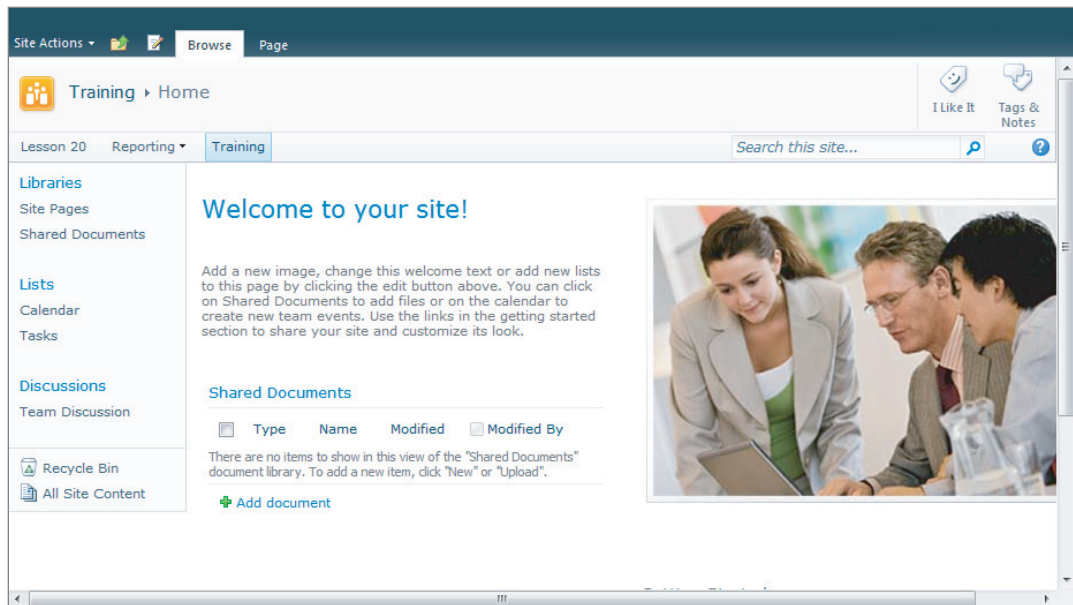 Site Actions
Browse
Page
Training ▸ Home
I Like It
Tags &
Notes
Lesson 20
Reporting
Training
Search this site...
Libraries
Site Pages
Shared Documents
Lists
Calendar
Tasks
Discussions
Team Discussion
Recycle Bin
All Site Content
Welcome to your site!
Add a new image, change this welcome text or add new lists
to this page by clicking the edit button above. You can click
on Shared Documents to add files or on the calendar to
create new team events. Use the links in the getting started
section to share your site and customize its look.
Shared Documents
Type Name Modified Modified By
There are no items to show in this view of the "Shared Documents"
document library. To add a new item, click "New" or "Upload".
Add document